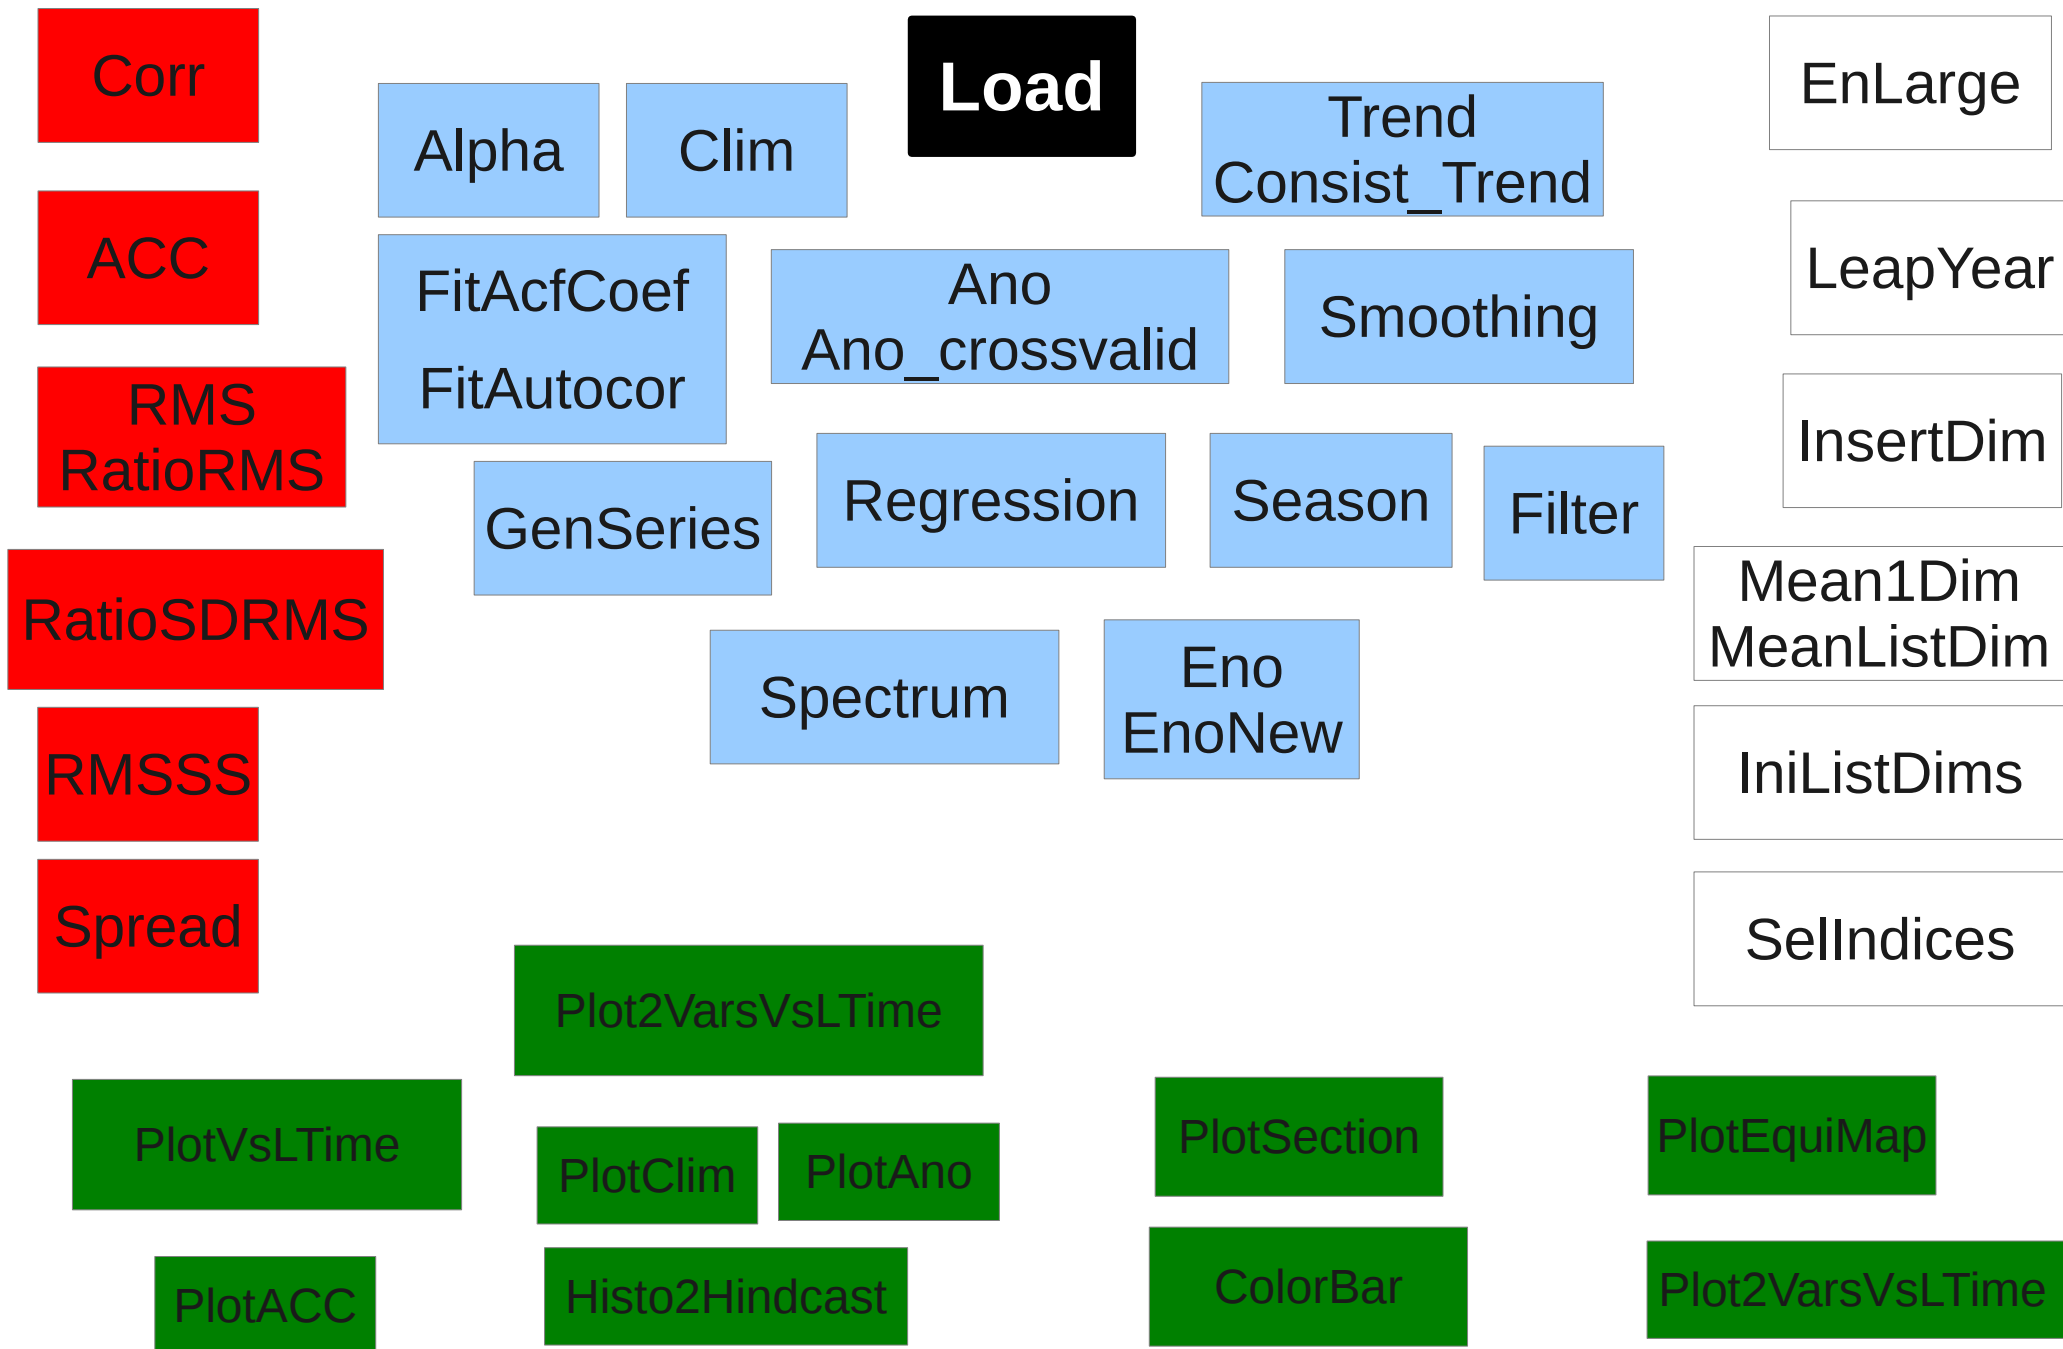 Corr
ACC
RMS
RatioRMS
RatioSDRMS
RMSSS
Spread
Alpha
Clim
FitAcfCoef
FitAutocor
GenSeries
Load
Ano
Ano_crossvalid
Regression
Spectrum
Trend
Consist_Trend
Smoothing
Season
Filter
Eno
EnoNew
EnLarge
LeapYear
InsertDim
Mean1Dim
MeanListDim
IniListDims
SelIndices
Plot2VarsVsLTime
PlotVsLTime
PlotClim
PlotAno
PlotSection
PlotEquiMap
PlotACC
Histo2Hindcast
ColorBar
Plot2VarsVsLTime